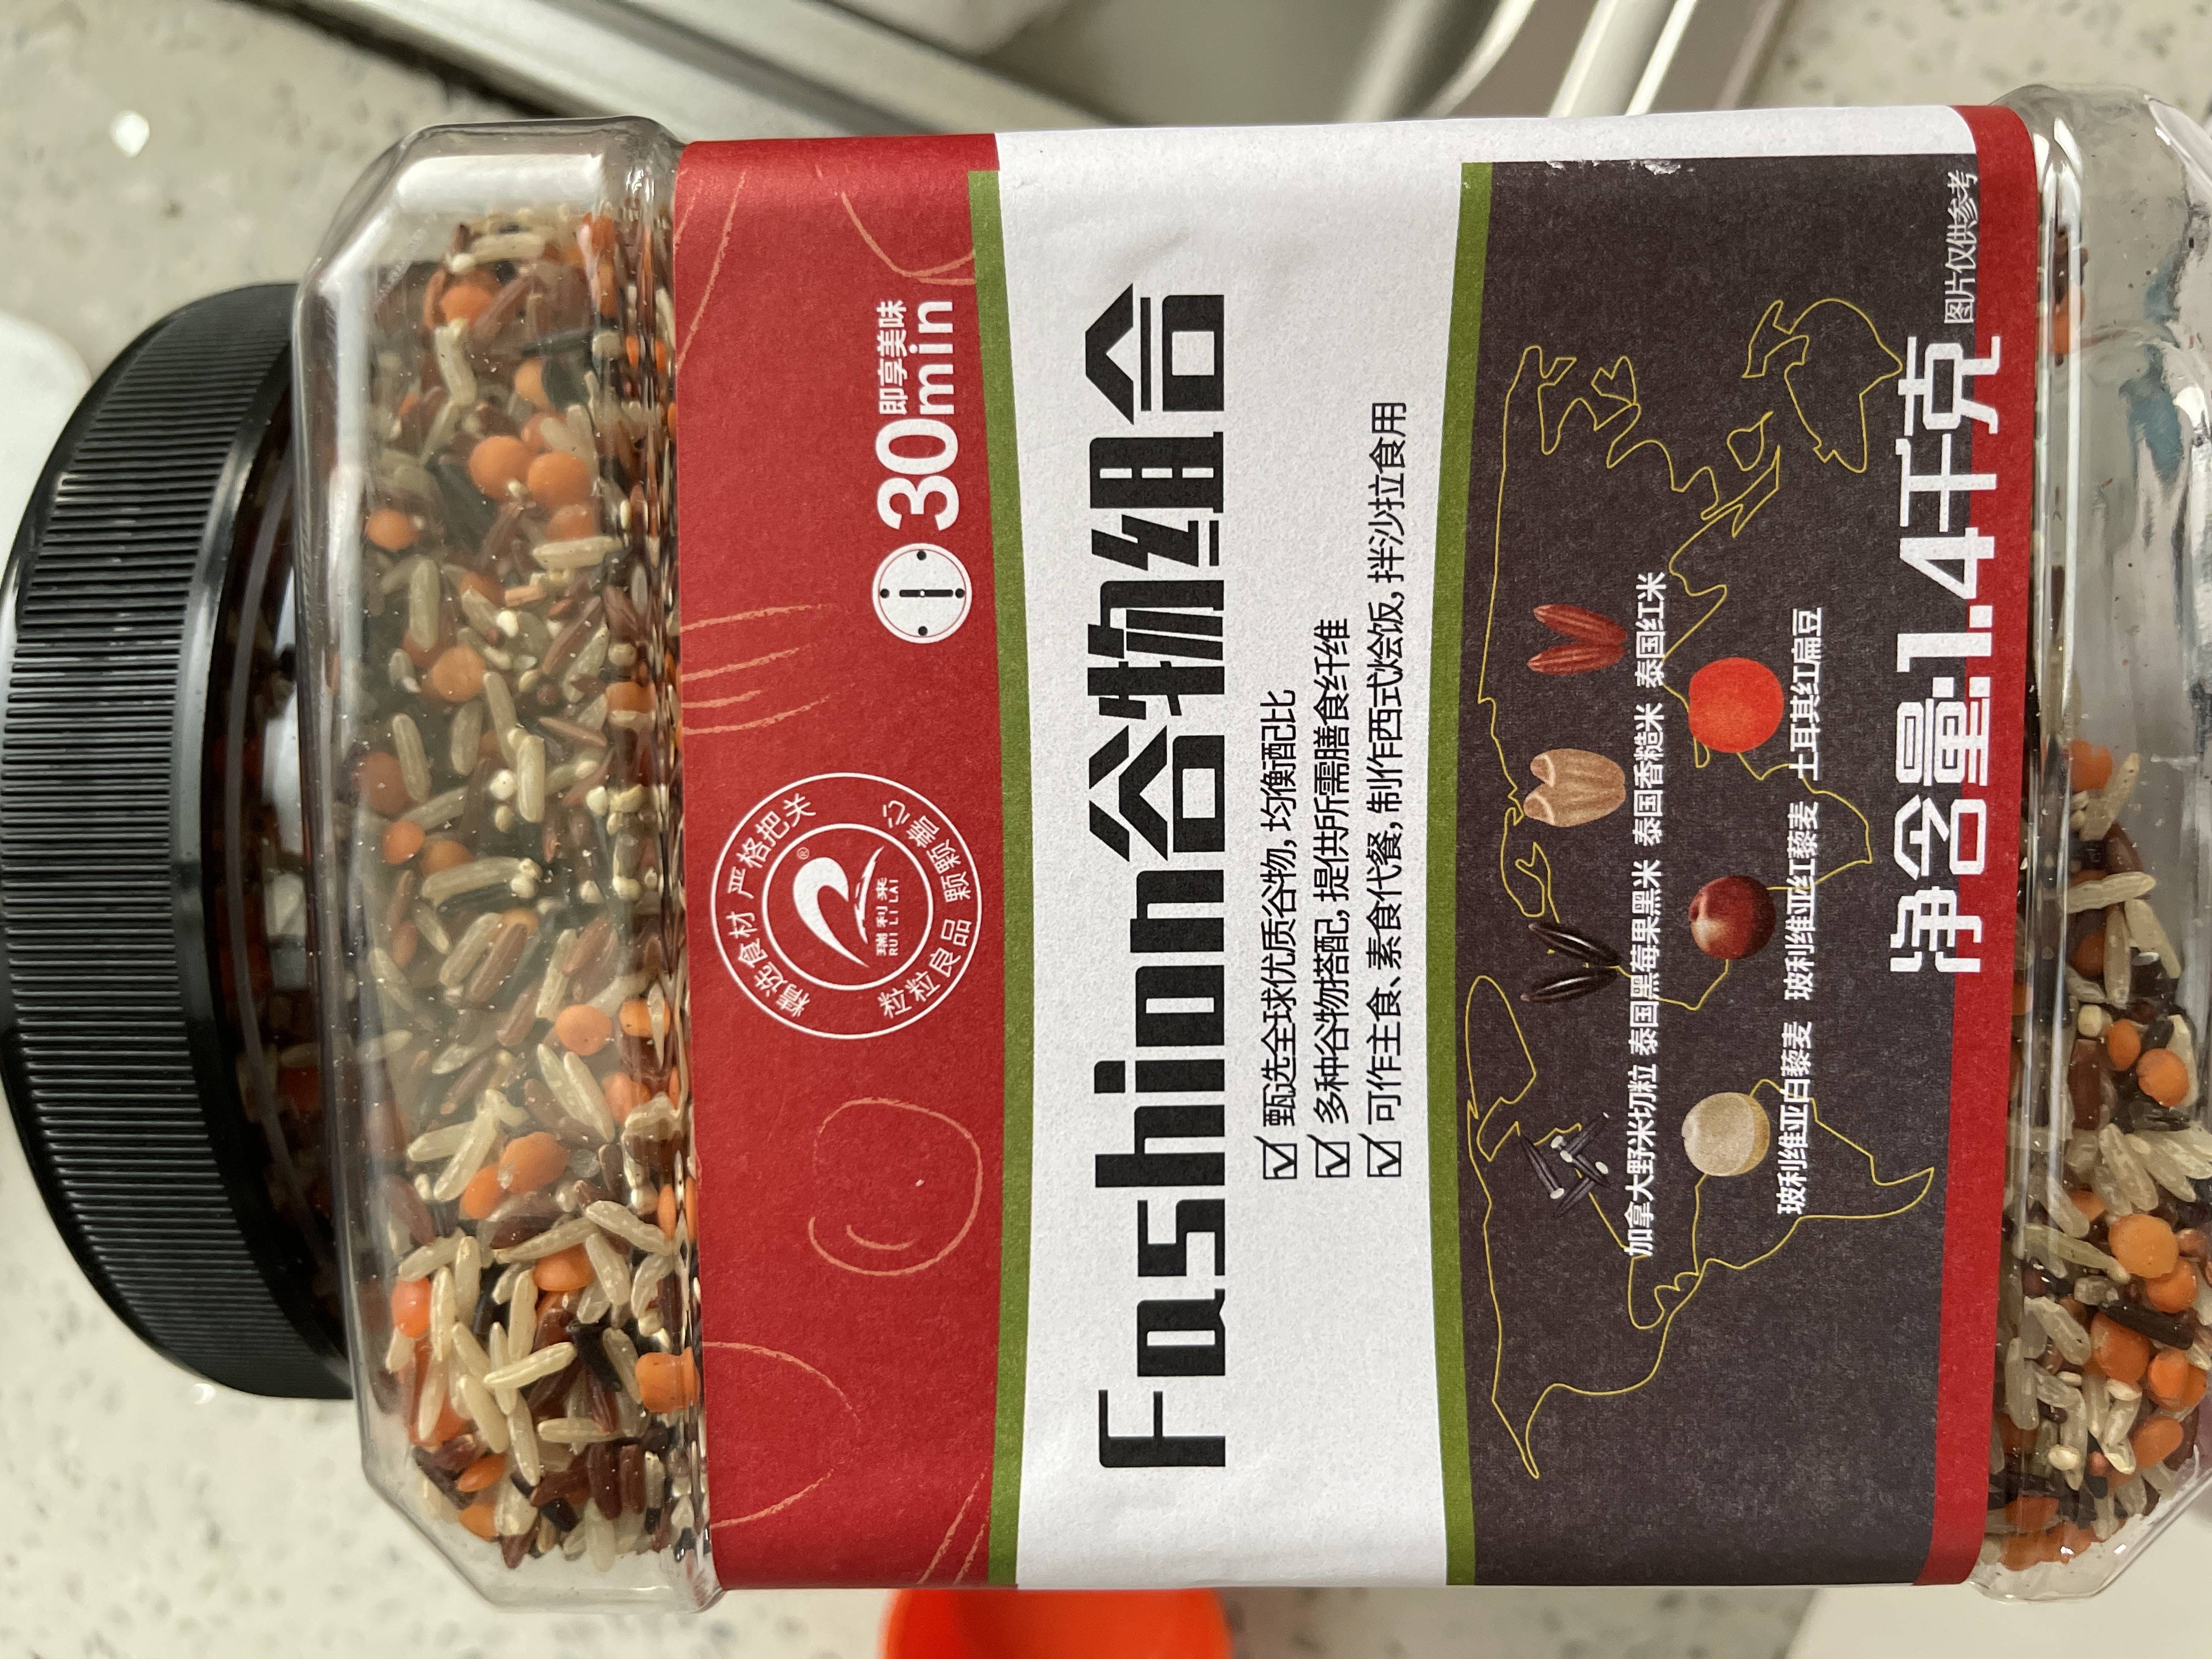 精选食材 严格把关
瑞利来
RUI LI LAI
®
粒粒良品 颗颗精心
30min
即享美味
Fashion谷物组合
甄选全球优质谷物,均衡配比
多种谷物搭配,提供所需膳食纤维
可作主食、素食代餐,制作西式烩饭,拌沙拉食用
加拿大野米切粒 泰国黑莓果黑米 泰国香糙米 泰国红米
玻利维亚白藜麦 玻利维亚红藜麦 土耳其红扁豆
净含量:1.4千克
图片仅供参考